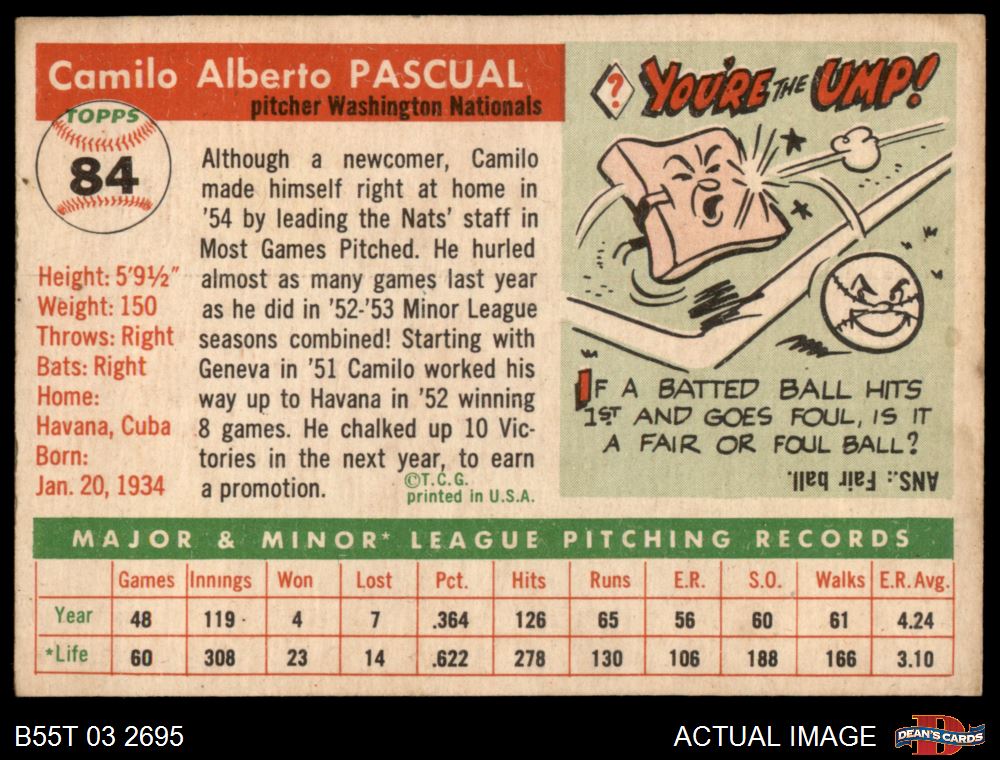 Camilo Alberto PASCUAL
pitcher Washington Nationals
TOPPS
84
Height: 5'9½"
Weight: 150
Throws: Right
Bats: Right
Home:
Havana, Cuba
Born:
Jan. 20, 1934
Although a newcomer, Camilo
made himself right at home in
'54 by leading the Nats' staff in
Most Games Pitched. He hurled
almost as many games last year
as he did in '52-'53 Minor League
seasons combined! Starting with
Geneva in '51 Camilo worked his
way up to Havana in '52 winning
8 games. He chalked up 10 Vic-
tories in the next year, to earn
a promotion.
©T.C.G.
printed in U.S.A.
? YOU'RE THE UMP!
IF A BATTED BALL HITS
1ST AND GOES FOUL, IS IT
A FAIR OR FOUL BALL?
ANS.: Fair ball.
MAJOR & MINOR* LEAGUE PITCHING RECORDS
Games Innings Won Lost Pct. Hits Runs E.R. S.O. Walks E.R. Avg.
Year 48 119 4 7 .364 126 65 56 60 61 4.24
*Life 60 308 23 14 .622 278 130 106 188 166 3.10
B55T 03 2695
ACTUAL IMAGE
DEAN'S CARDS